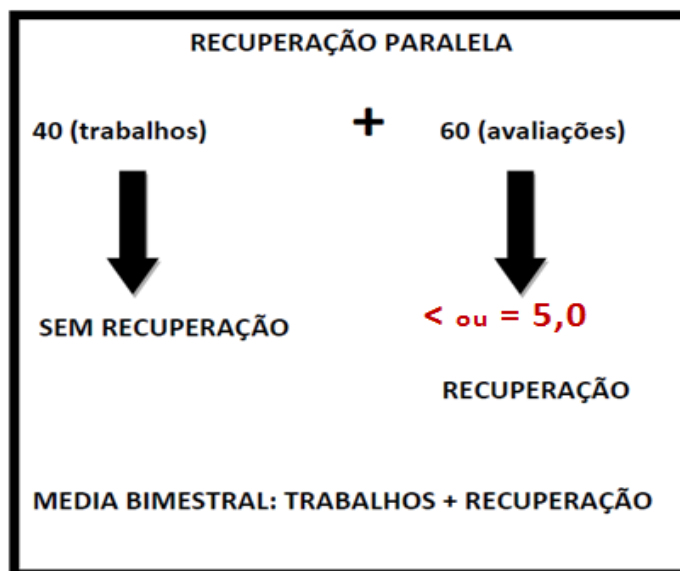 RECUPERAÇÃO PARALELA
40 (trabalhos) + 60 (avaliações)
SEM RECUPERAÇÃO
< ou = 5,0
RECUPERAÇÃO
MEDIA BIMESTRAL: TRABALHOS + RECUPERAÇÃO